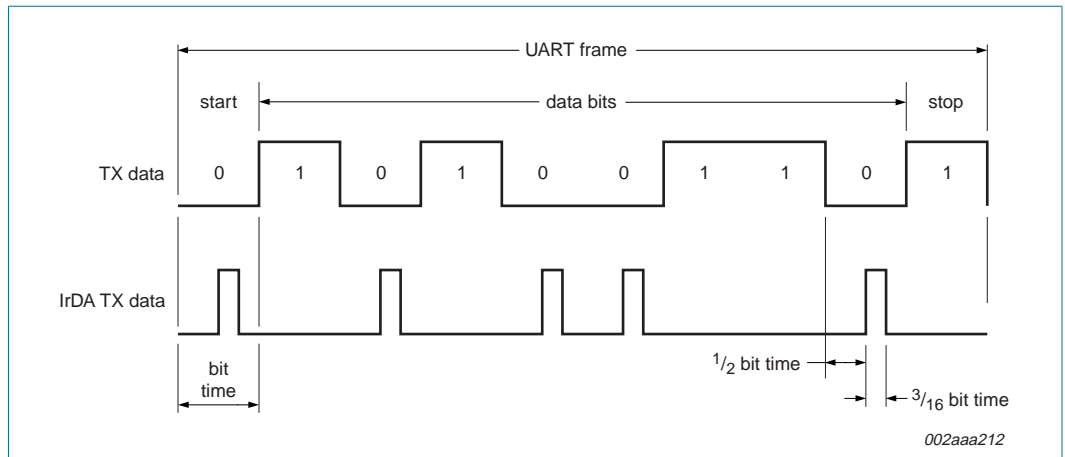 UART frame
start data bits stop
TX data 0 1 0 1 0 0 1 1 0 1
IrDA TX data
bit
time
1/2 bit time
3/16 bit time
002aaa212